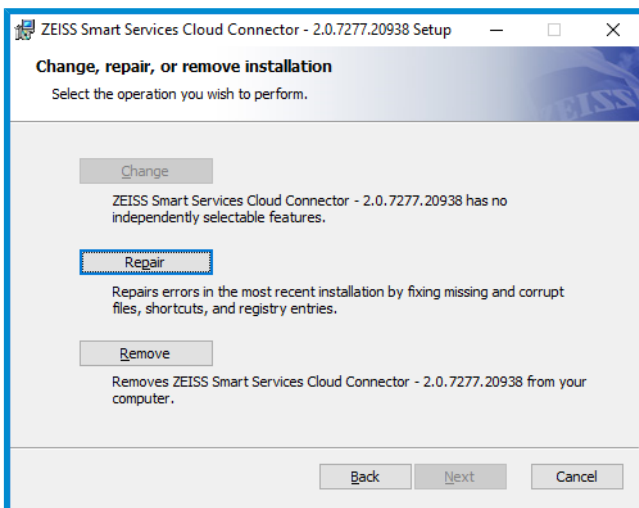 ZEISS Smart Services Cloud Connector - 2.0.7277.20938 Setup
Change, repair, or remove installation
Select the operation you wish to perform.
ZEISS
Change
ZEISS Smart Services Cloud Connector - 2.0.7277.20938 has no
independently selectable features.
Repair
Repairs errors in the most recent installation by fixing missing and corrupt
files, shortcuts, and registry entries.
Remove
Removes ZEISS Smart Services Cloud Connector - 2.0.7277.20938 from your
computer.
Back Next Cancel